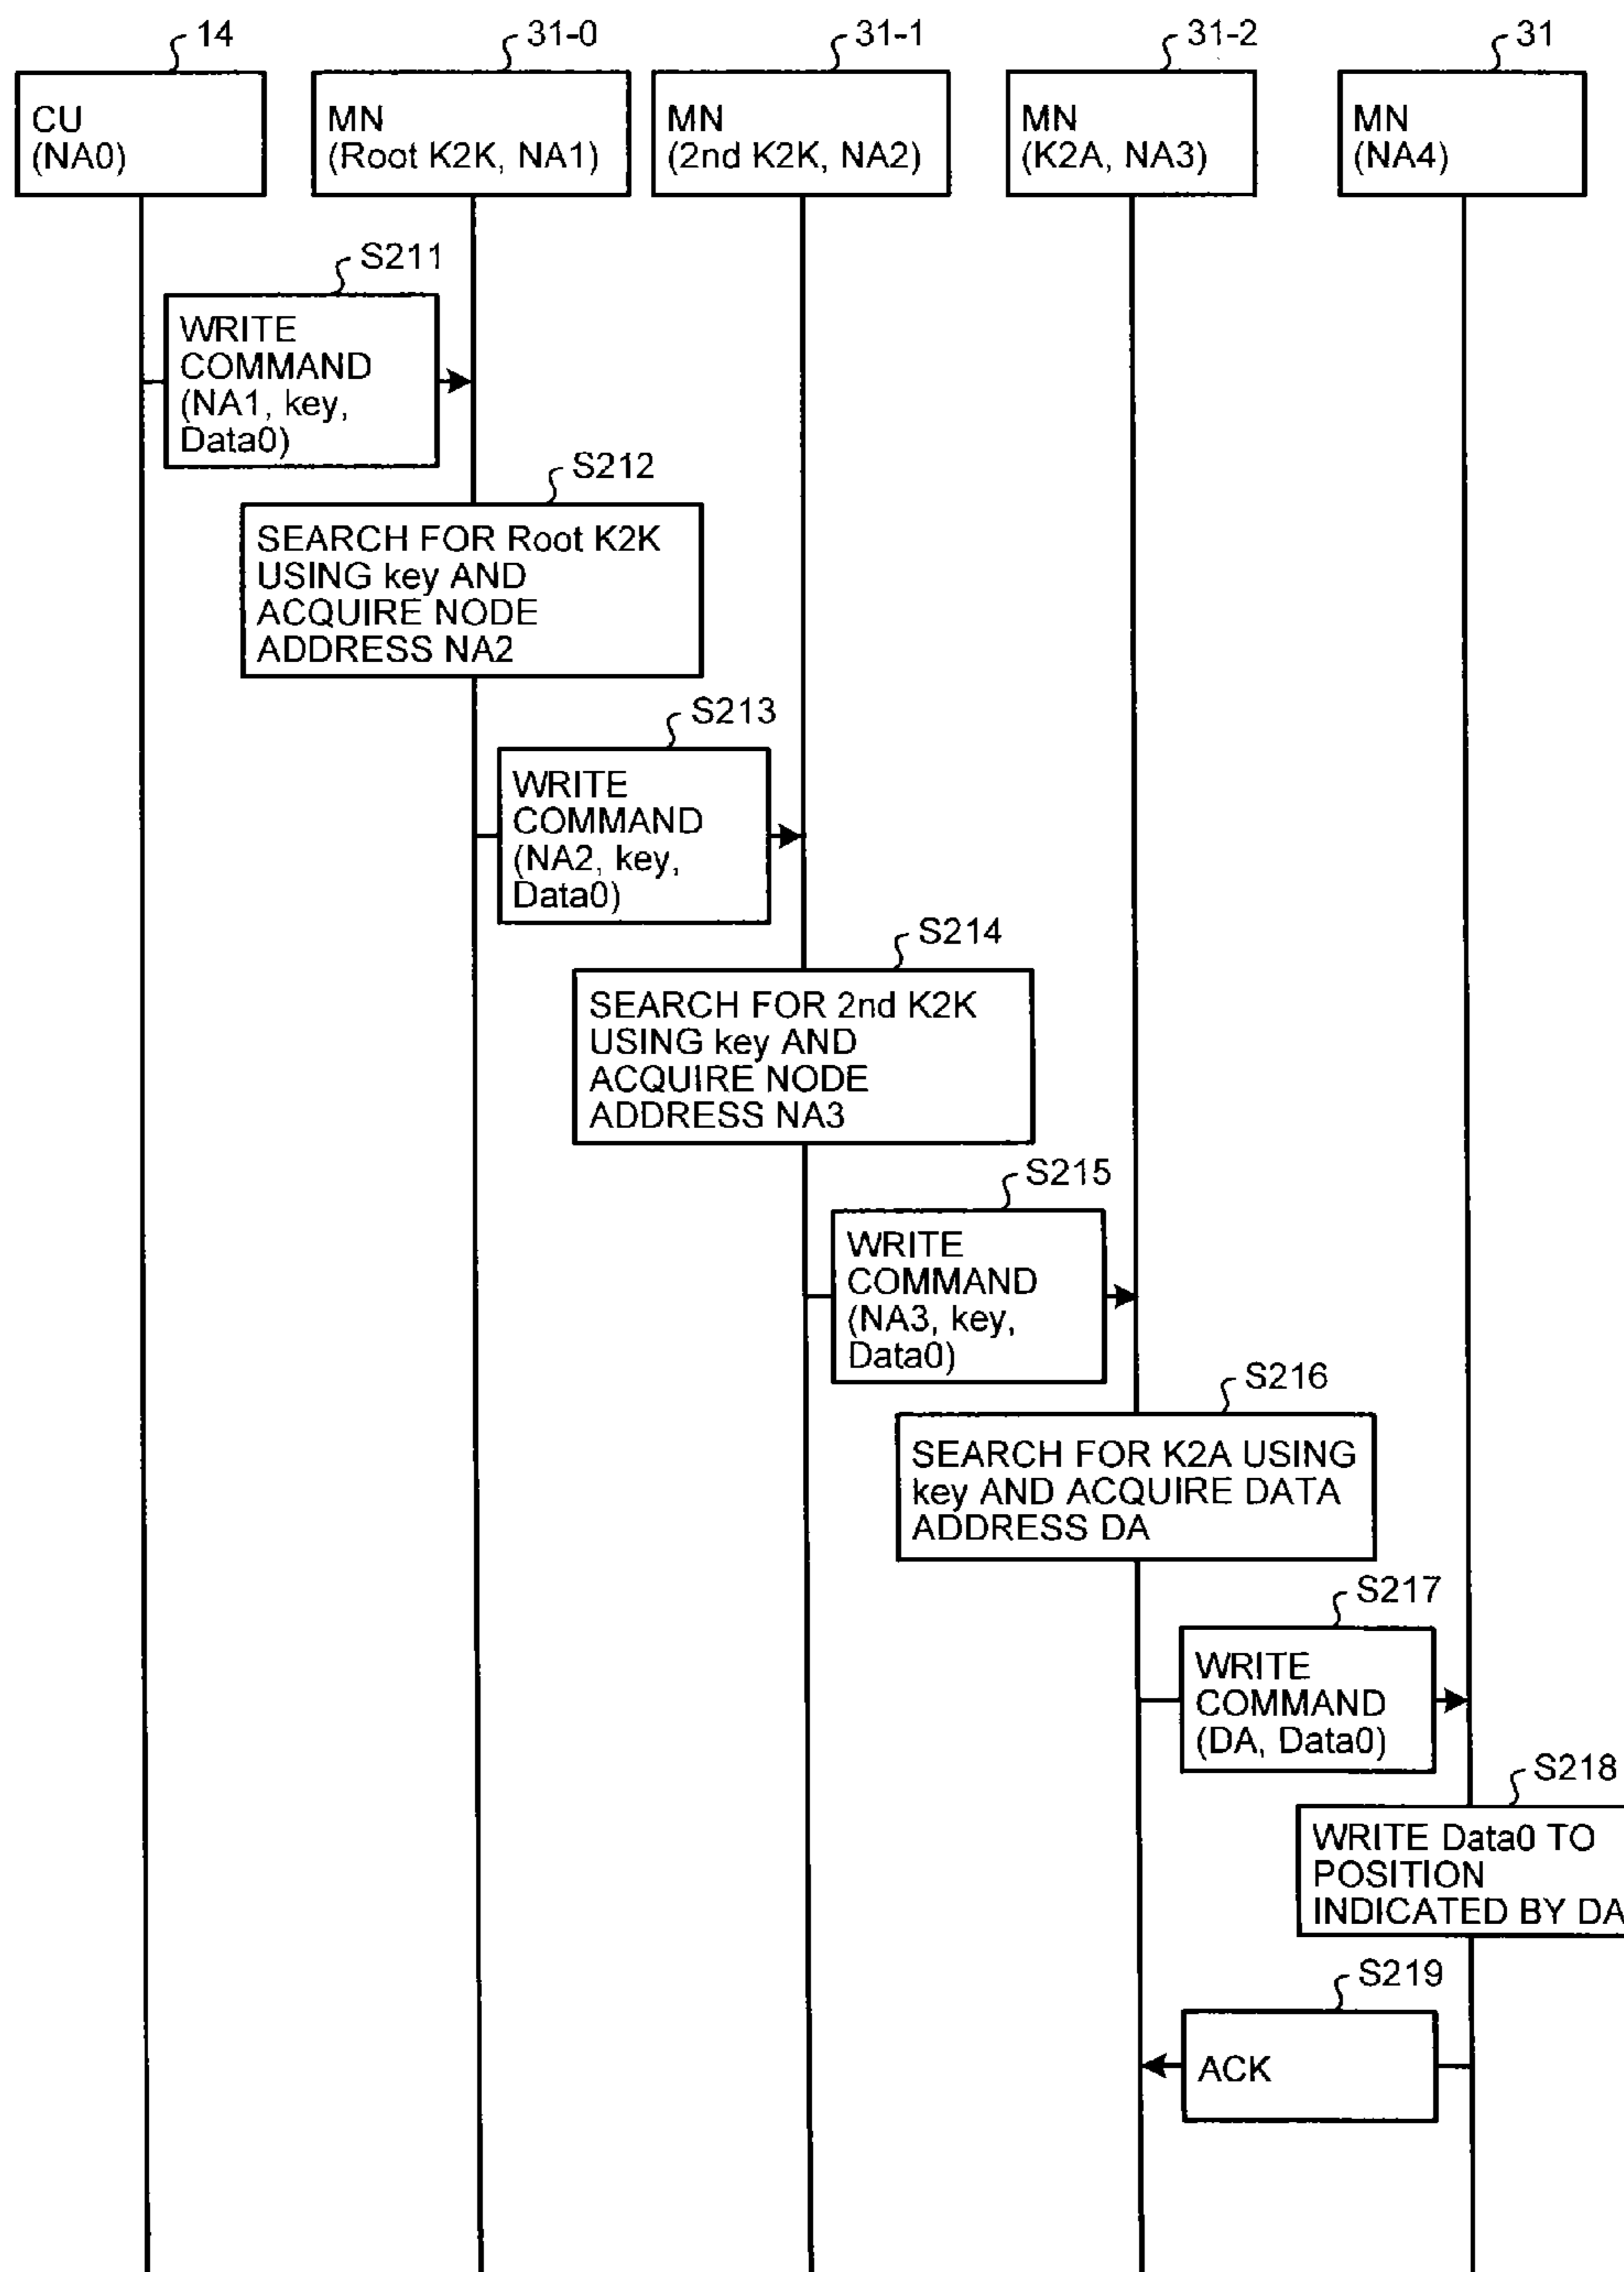 14
31-0
31-1
31-2
31
CU
(NA0)
MN
(Root K2K, NA1)
MN
(2nd K2K, NA2)
MN
(K2A, NA3)
MN
(NA4)
S211
WRITE
COMMAND
(NA1, key,
Data0)
S212
SEARCH FOR Root K2K
USING key AND
ACQUIRE NODE
ADDRESS NA2
S213
WRITE
COMMAND
(NA2, key,
Data0)
S214
SEARCH FOR 2nd K2K
USING key AND
ACQUIRE NODE
ADDRESS NA3
S215
WRITE
COMMAND
(NA3, key,
Data0)
S216
SEARCH FOR K2A USING
key AND ACQUIRE DATA
ADDRESS DA
S217
WRITE
COMMAND
(DA, Data0)
S218
WRITE Data0 TO
POSITION
INDICATED BY DA
S219
ACK